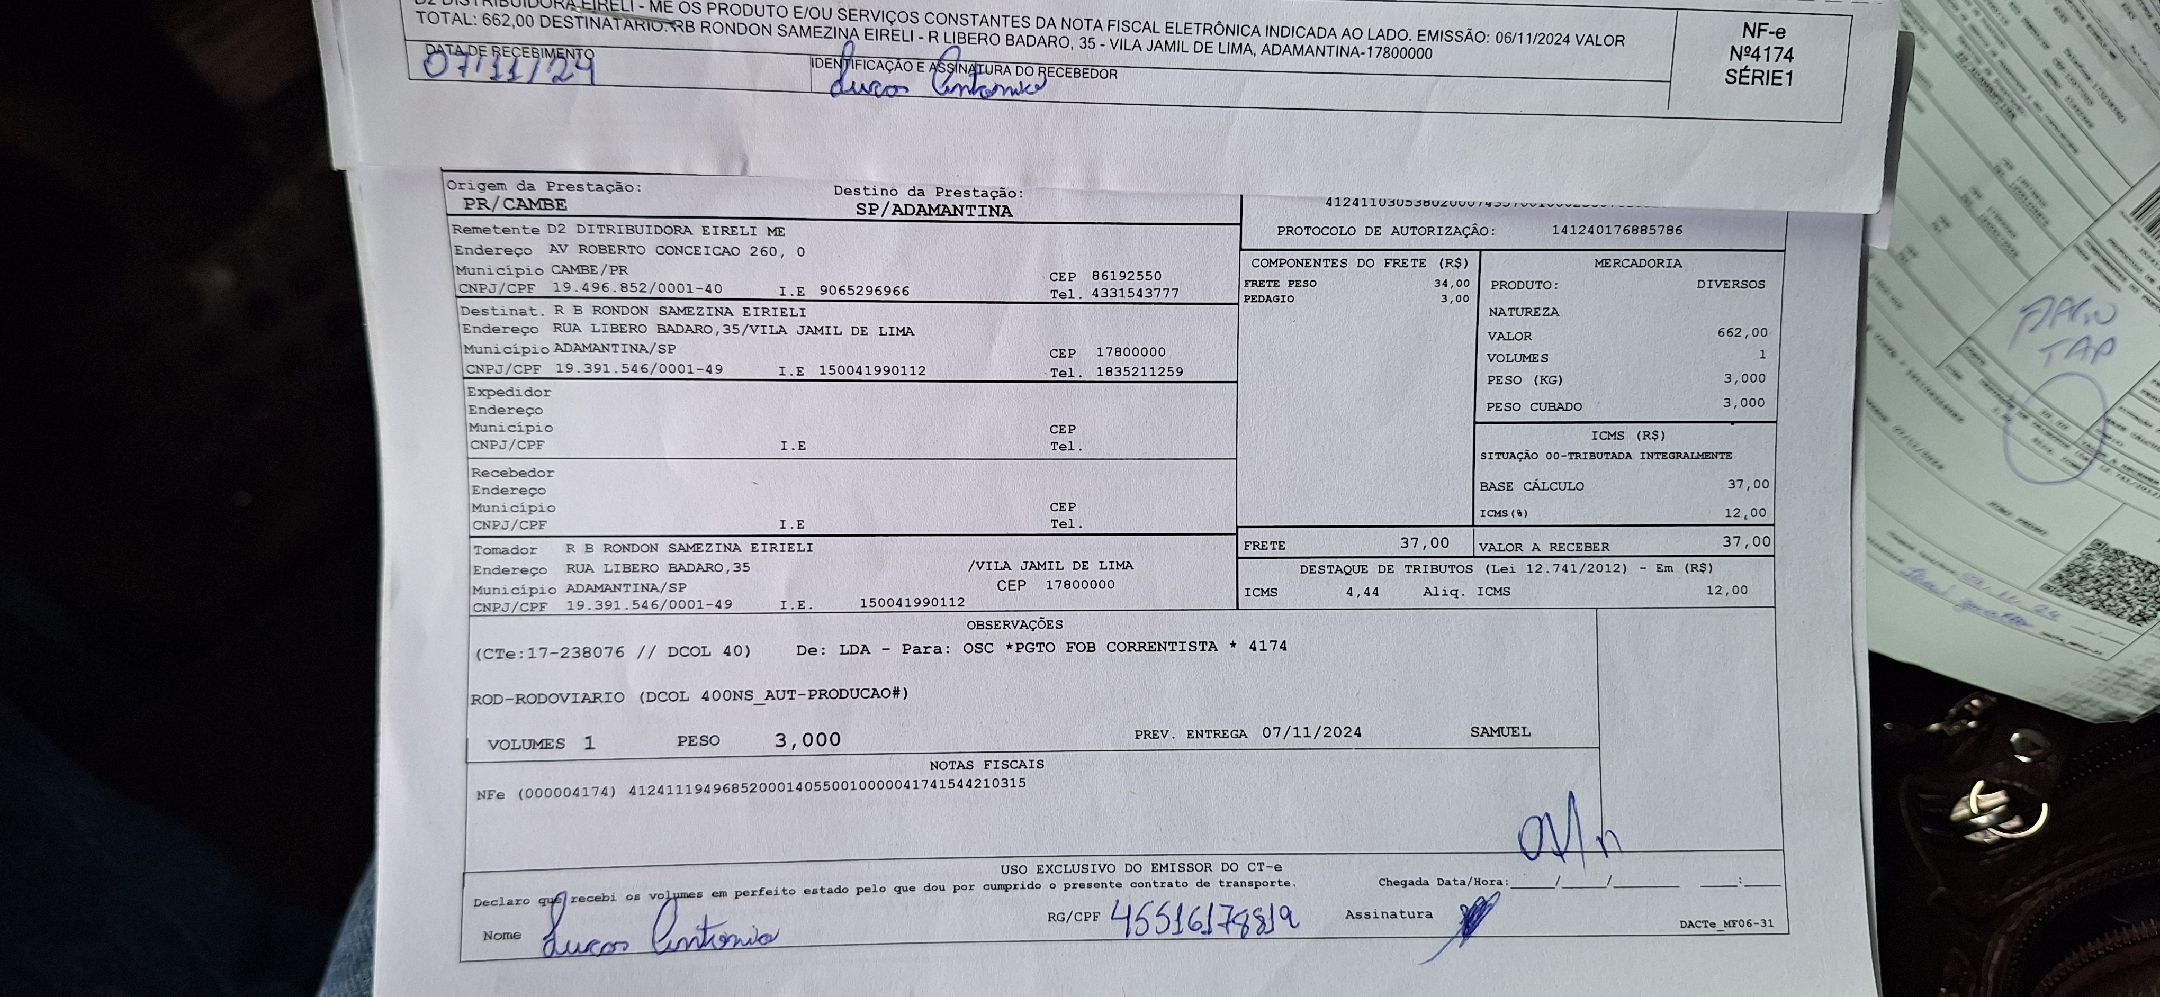 D2 DISTRIBUIDORA EIRELI - ME OS PRODUTO E/OU SERVIÇOS CONSTANTES DA NOTA FISCAL ELETRÔNICA INDICADA AO LADO. EMISSÃO: 06/11/2024 VALOR
TOTAL: 662,00 DESTINATARIO: RB RONDON SAMEZINA EIRELI - R LIBERO BADARO, 35 - VILA JAMIL DE LIMA, ADAMANTINA-17800000
NF-e
Nº4174
SÉRIE1
DATA DE RECEBIMENTO
07/11/24
IDENTIFICAÇÃO E ASSINATURA DO RECEBEDOR
Lucas Antonio
Origem da Prestação: Destino da Prestação:
PR/CAMBE SP/ADAMANTINA
PROTOCOLO DE AUTORIZAÇÃO: 141240176885786
Remetente D2 DITRIBUIDORA EIRELI ME
Endereço AV ROBERTO CONCEICAO 260, 0
Município CAMBE/PR CEP 86192550
CNPJ/CPF 19.496.852/0001-40 I.E 9065296966 Tel. 4331543777
Destinat. R B RONDON SAMEZINA EIRIELI
Endereço RUA LIBERO BADARO,35/VILA JAMIL DE LIMA
Município ADAMANTINA/SP CEP 17800000
CNPJ/CPF 19.391.546/0001-49 I.E 150041990112 Tel. 1835211259
Expedidor
Endereço
Município CEP
CNPJ/CPF I.E Tel.
Recebedor
Endereço
Município CEP
CNPJ/CPF I.E Tel.
Tomador R B RONDON SAMEZINA EIRIELI
Endereço RUA LIBERO BADARO,35 /VILA JAMIL DE LIMA
Município ADAMANTINA/SP CEP 17800000
CNPJ/CPF 19.391.546/0001-49 I.E. 150041990112
COMPONENTES DO FRETE (R$)
FRETE PESO 34,00
PEDAGIO 3,00
MERCADORIA
PRODUTO: DIVERSOS
NATUREZA
VALOR 662,00
VOLUMES 1
PESO (KG) 3,000
PESO CUBADO 3,000
ICMS (R$)
SITUAÇÃO 00-TRIBUTADA INTEGRALMENTE
BASE CÁLCULO 37,00
ICMS(%) 12,00
FRETE 37,00 VALOR A RECEBER 37,00
DESTAQUE DE TRIBUTOS (Lei 12.741/2012) - Em (R$)
ICMS 4,44 Aliq. ICMS 12,00
OBSERVAÇÕES
(CTe:17-238076 // DCOL 40) De: LDA - Para: OSC *PGTO FOB CORRENTISTA * 4174
ROD-RODOVIARIO (DCOL 400NS_AUT-PRODUCAO#)
VOLUMES 1 PESO 3,000 PREV. ENTREGA 07/11/2024 SAMUEL
NOTAS FISCAIS
NFe (000004174) 41241119496852000140550010000041741544210315
USO EXCLUSIVO DO EMISSOR DO CT-e
Declaro que recebi os volumes em perfeito estado pelo que dou por cumprido o presente contrato de transporte.
Chegada Data/Hora:____/____/______ ____:____
Nome Lucas Antonio RG/CPF 45516178819 Assinatura
DACTe_MF06-31